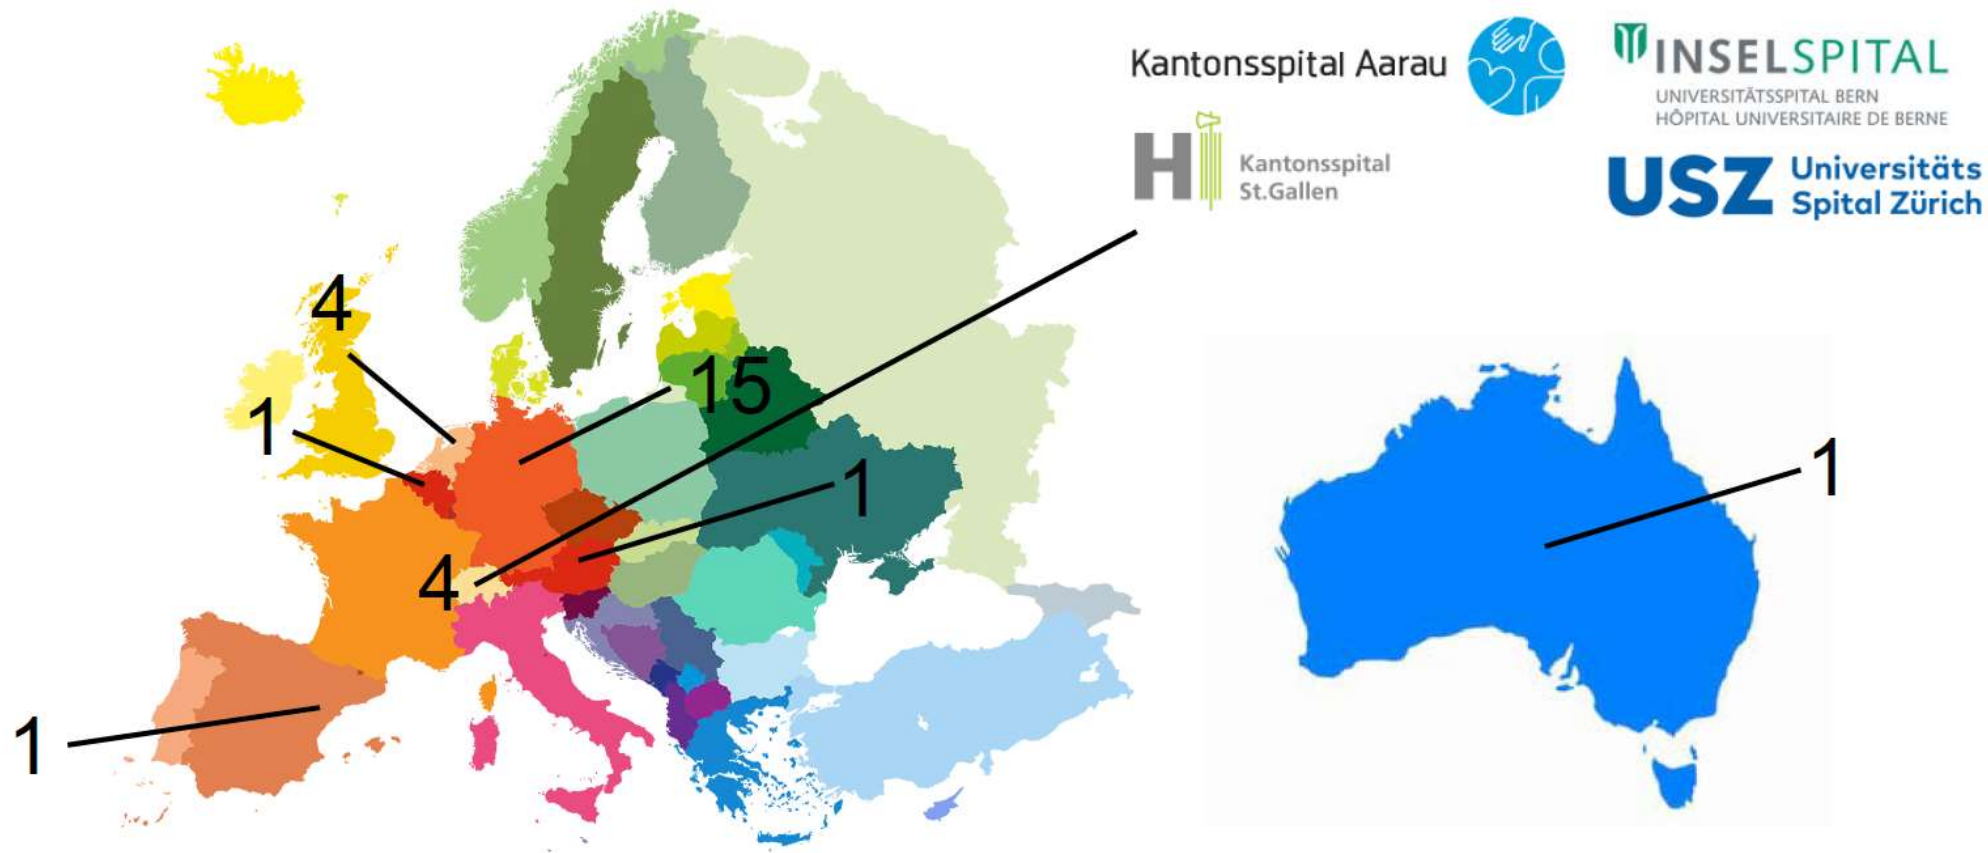 Kantonsspital Aarau
INSELSPITAL
UNIVERSITÄTSSPITAL BERN
HÔPITAL UNIVERSITAIRE DE BERNE
H
Kantonsspital
St.Gallen
USZ Universitäts
Spital Zürich
4
15
1
1
1
4
1
1